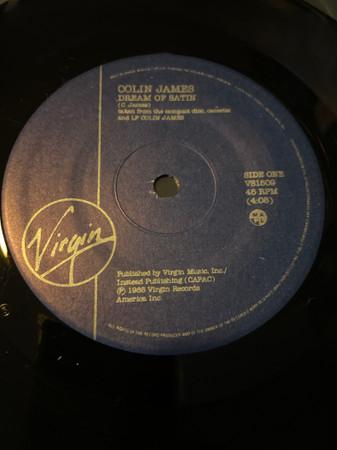 COLIN JAMES
DREAM OF SATIN
(C James)
taken from the compact disc, cassette
and LP COLIN JAMES
SIDE ONE
VS1509
45 RPM
(4:05)
Virgin
Published by Virgin Music, Inc./
Instead Publishing (CAPAC)
℗ 1988 Virgin Records
America Inc.